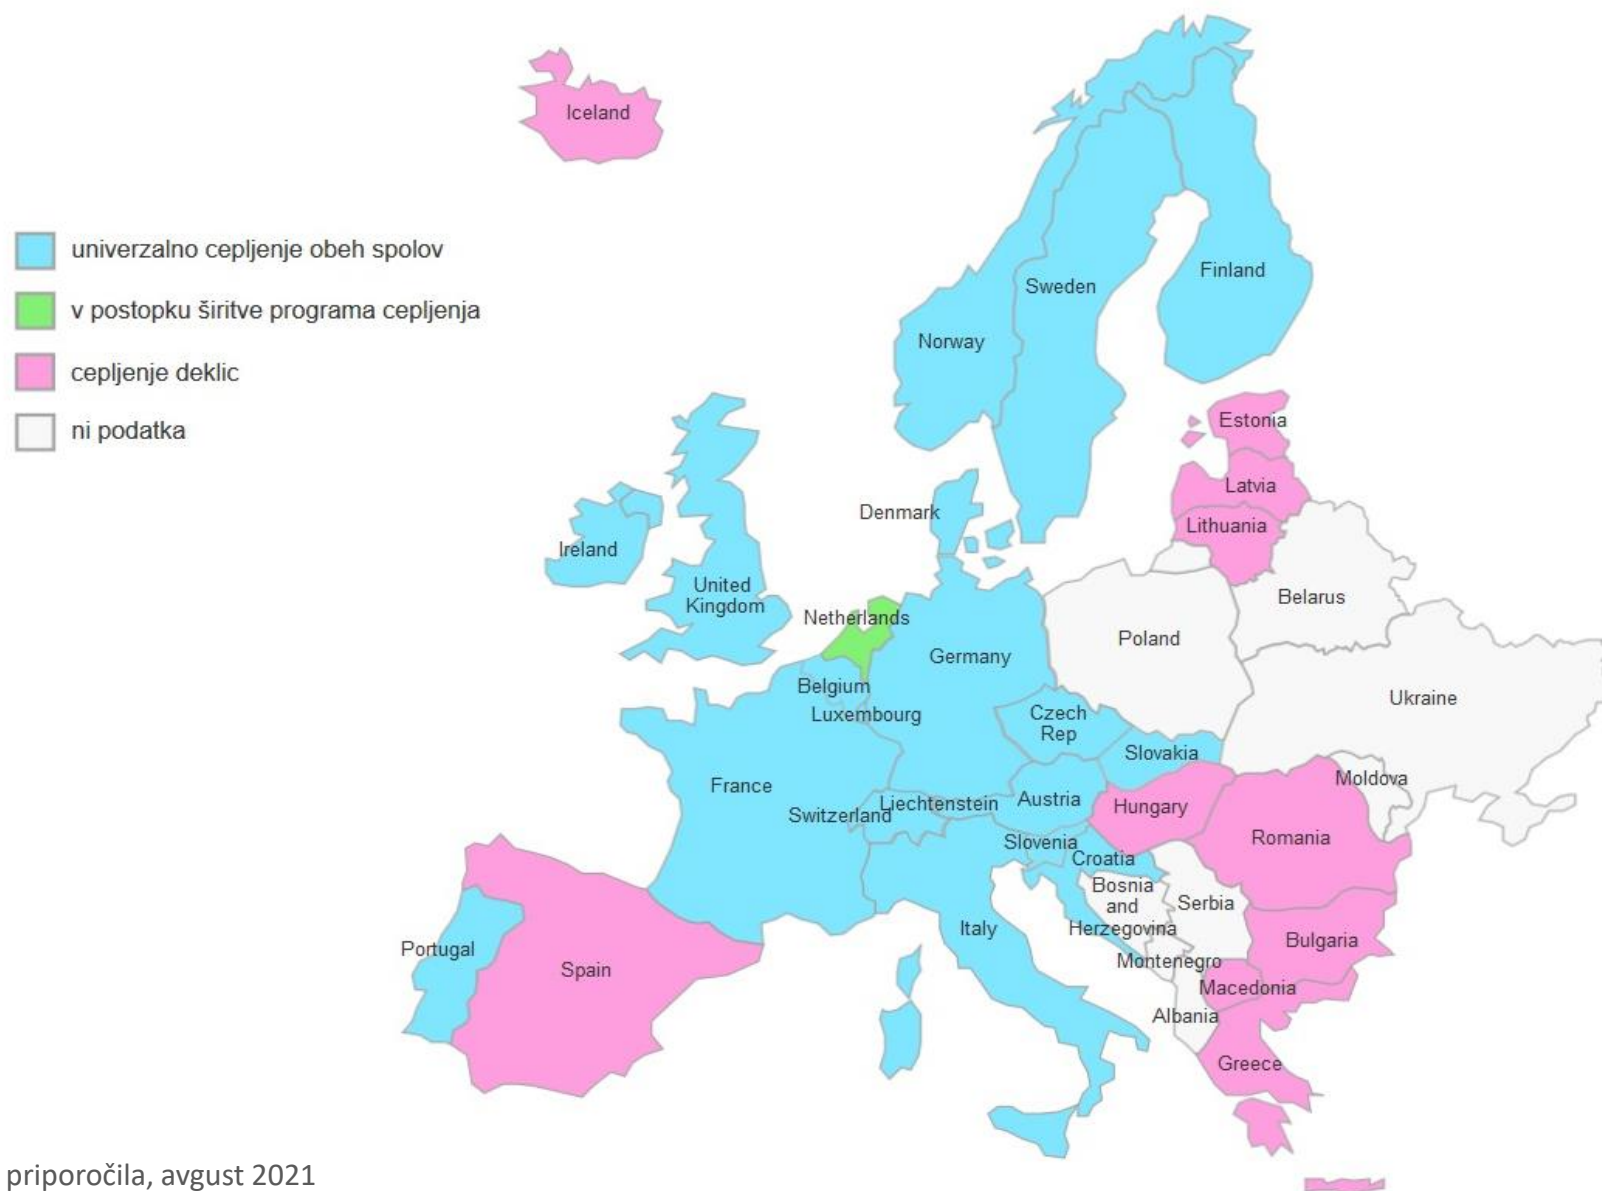 Iceland
univerzalno cepljenje obeh spolov
v postopku širitve programa cepljenja
cepljenje deklic
ni podatka
Finland
Sweden
Norway
Estonia
Latvia
Lithuania
Denmark
Ireland
United
Kingdom
Netherlands
Belarus
Poland
Germany
Belgium
Luxembourg
Ukraine
Czech
Rep
Slovakia
France
Moldova
Switzerland
Liechtenstein
Austria
Hungary
Romania
Slovenia
Croatia
Bosnia
and
Herzegovina
Serbia
Italy
Bulgaria
Portugal
Spain
Montenegro
Macedonia
Albania
Greece
priporočila, avgust 2021